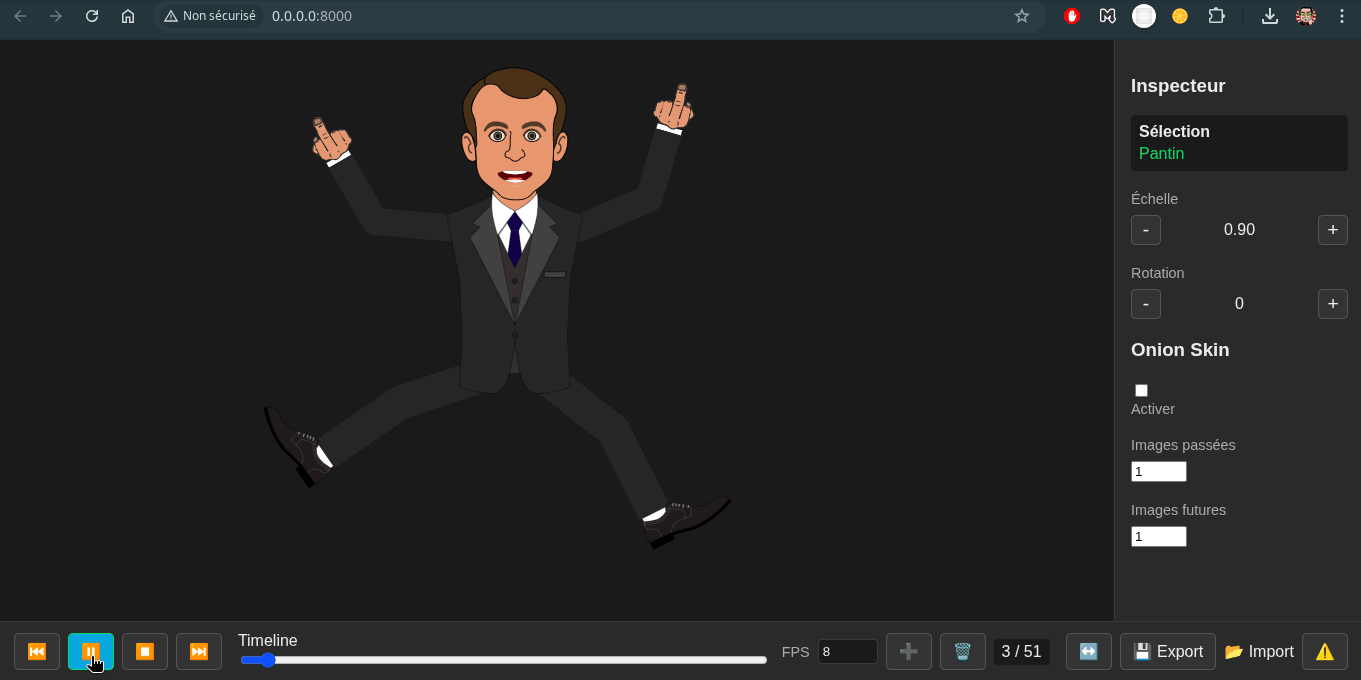 Non sécurisé
0.0.0.0:8000
Inspecteur
Sélection
Pantin
Échelle
- 0.90 +
Rotation
- 0 +
Onion Skin
Activer
Images passées
1
Images futures
1
Timeline
FPS 8
3 / 51
Export
Import